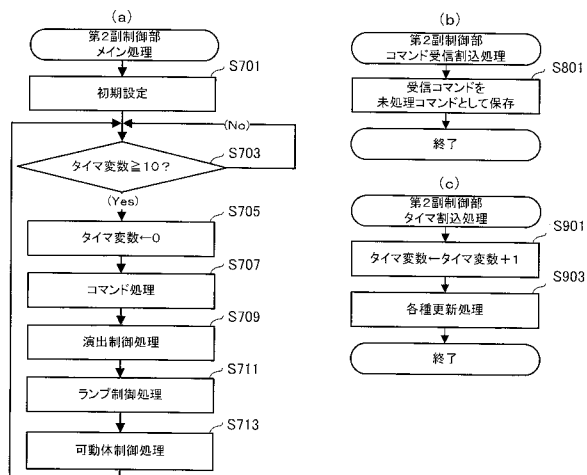 (a)
第2副制御部
メイン処理
S701
初期設定
(No)
S703
タイマ変数≧10?
(Yes)
S705
タイマ変数←0
S707
コマンド処理
S709
演出制御処理
S711
ランプ制御処理
S713
可動体制御処理
(b)
第2副制御部
コマンド受信割込処理
S801
受信コマンドを
未処理コマンドとして保存
終了
(c)
第2副制御部
タイマ割込処理
S901
タイマ変数←タイマ変数+1
S903
各種更新処理
終了